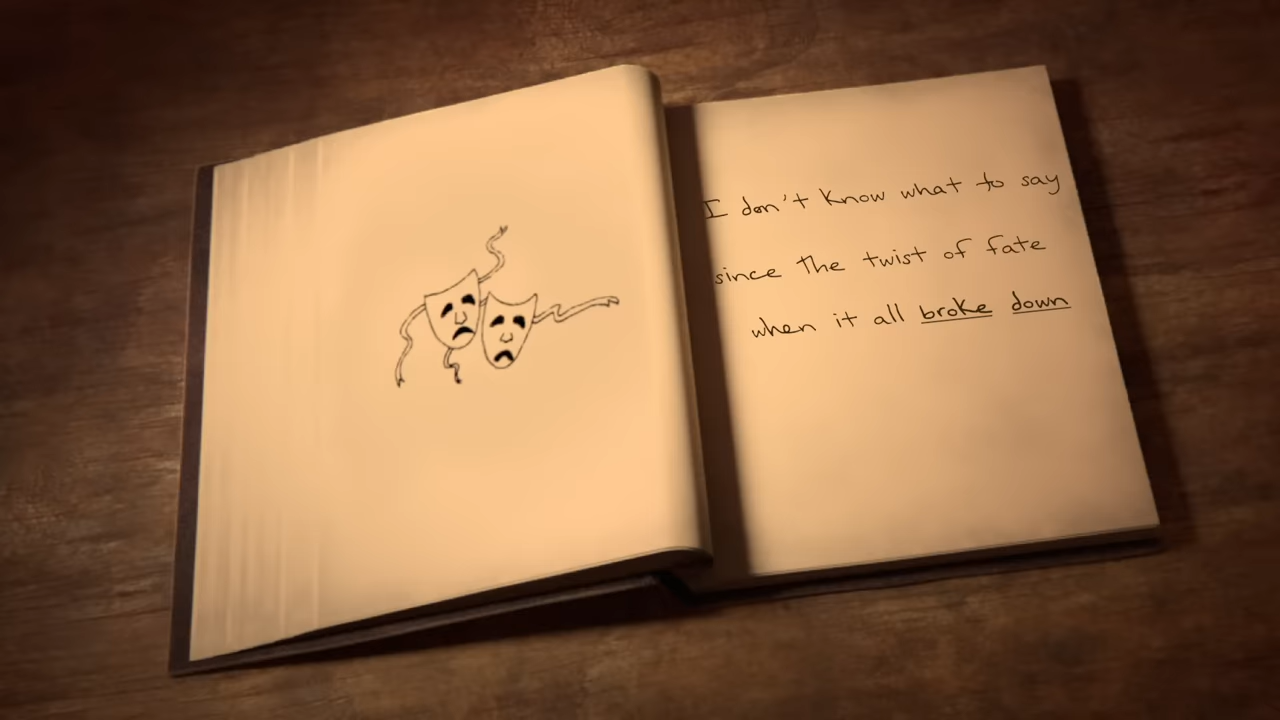 I don't know what to say
since the twist of fate
when it all broke down